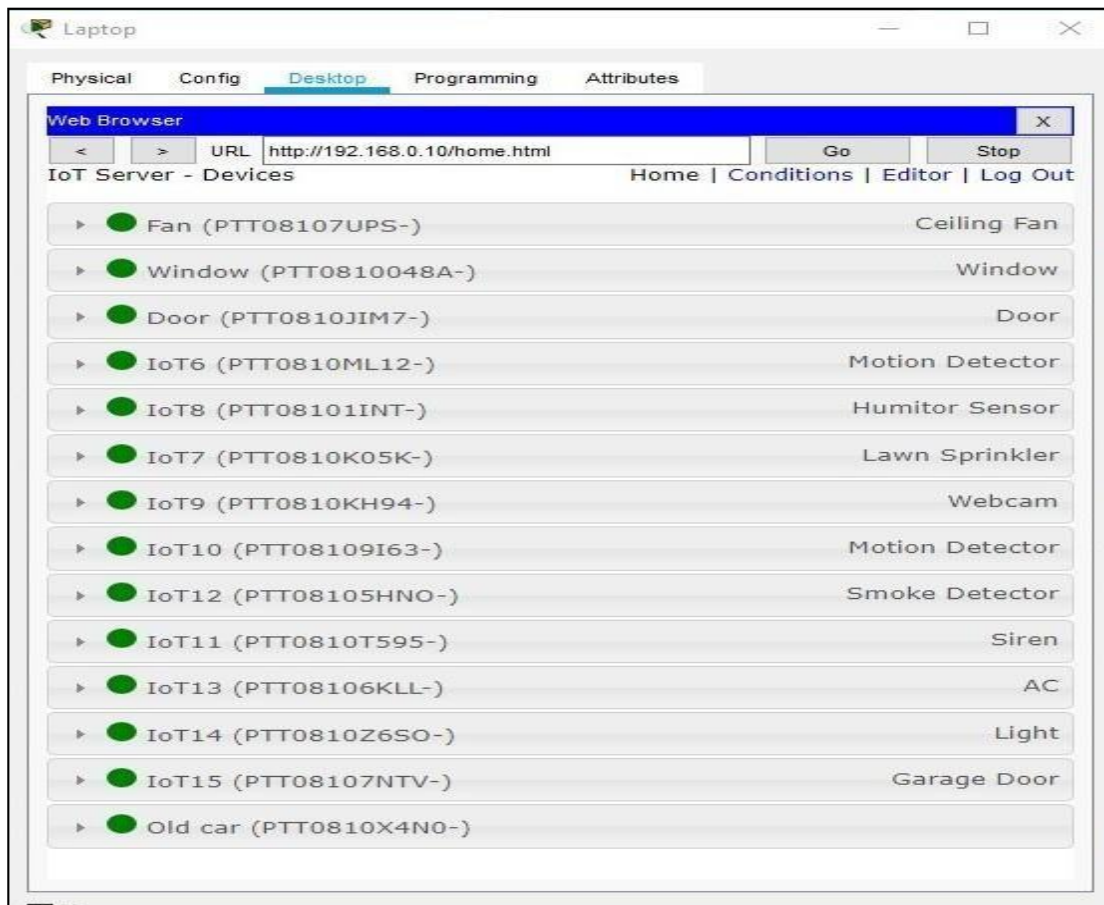 Laptop
Physical Config Desktop Programming Attributes
Web Browser X
< > URL http://192.168.0.10/home.html Go Stop
IoT Server - Devices Home | Conditions | Editor | Log Out
Fan (PTT08107UPS-) Ceiling Fan
Window (PTT0810048A-) Window
Door (PTT0810JIM7-) Door
IoT6 (PTT0810ML12-) Motion Detector
IoT8 (PTT08101INT-) Humitor Sensor
IoT7 (PTT0810K05K-) Lawn Sprinkler
IoT9 (PTT0810KH94-) Webcam
IoT10 (PTT08109I63-) Motion Detector
IoT12 (PTT08105HNO-) Smoke Detector
IoT11 (PTT0810T595-) Siren
IoT13 (PTT08106KLL-) AC
IoT14 (PTT0810Z6SO-) Light
IoT15 (PTT08107NTV-) Garage Door
Old car (PTT0810X4N0-)